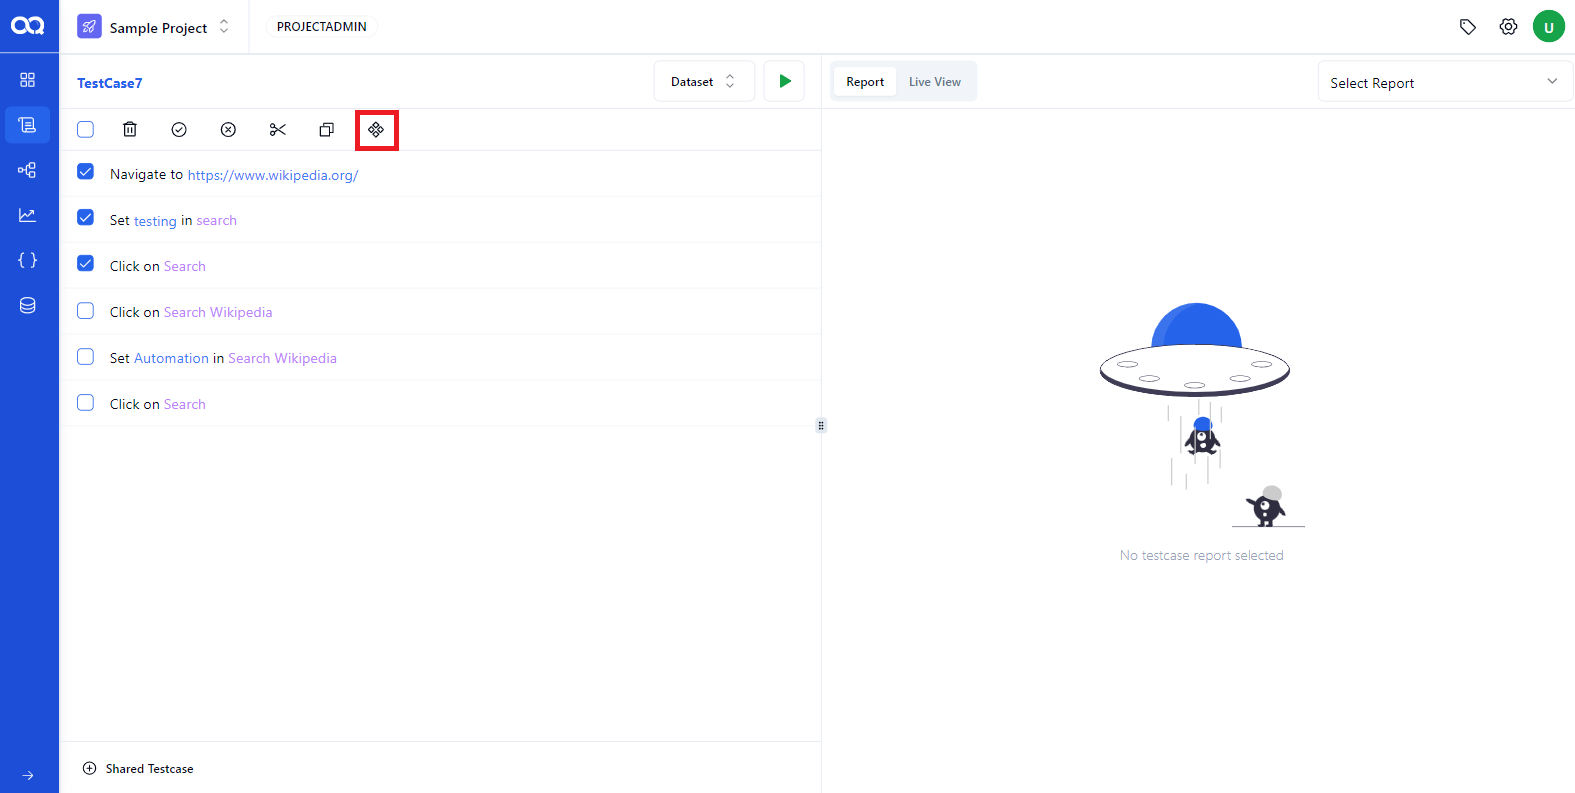 Sample Project
PROJECTADMIN
U
TestCase7
Dataset
Report
Live View
Select Report
Navigate to https://www.wikipedia.org/
Set testing in search
Click on Search
Click on Search Wikipedia
Set Automation in Search Wikipedia
Click on Search
No testcase report selected
Shared Testcase